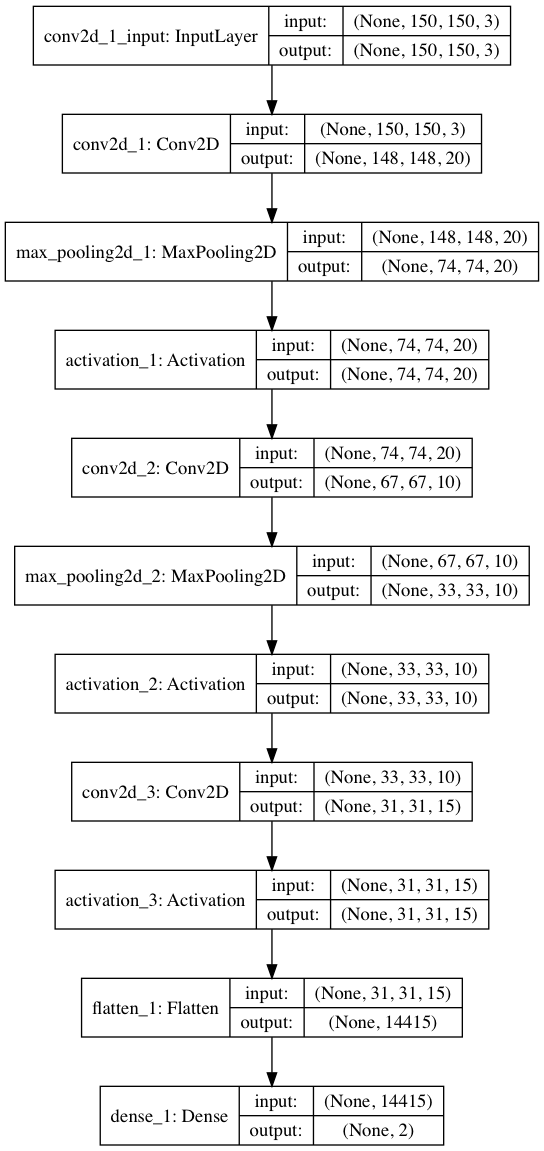 conv2d_1_input: InputLayer
input:
(None, 150, 150, 3)
output:
(None, 150, 150, 3)
conv2d_1: Conv2D
input:
(None, 150, 150, 3)
output:
(None, 148, 148, 20)
max_pooling2d_1: MaxPooling2D
input:
(None, 148, 148, 20)
output:
(None, 74, 74, 20)
activation_1: Activation
input:
(None, 74, 74, 20)
output:
(None, 74, 74, 20)
conv2d_2: Conv2D
input:
(None, 74, 74, 20)
output:
(None, 67, 67, 10)
max_pooling2d_2: MaxPooling2D
input:
(None, 67, 67, 10)
output:
(None, 33, 33, 10)
activation_2: Activation
input:
(None, 33, 33, 10)
output:
(None, 33, 33, 10)
conv2d_3: Conv2D
input:
(None, 33, 33, 10)
output:
(None, 31, 31, 15)
activation_3: Activation
input:
(None, 31, 31, 15)
output:
(None, 31, 31, 15)
flatten_1: Flatten
input:
(None, 31, 31, 15)
output:
(None, 14415)
dense_1: Dense
input:
(None, 14415)
output:
(None, 2)